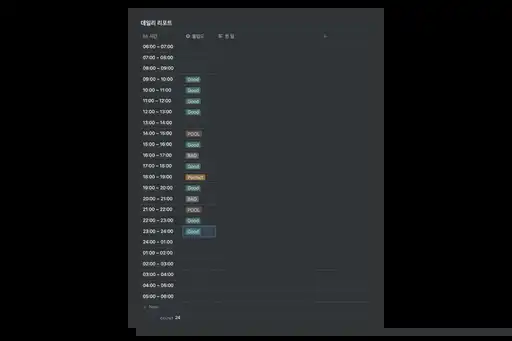 데일리 리포트
시간 몰입도 한 일 +
06:00 ~ 07:00
07:00 ~ 08:00
08:00 ~ 09:00
09:00 ~ 10:00 Good
10:00 ~ 11:00 Good
11:00 ~ 12:00 Good
12:00 ~ 13:00 Good
13:00 ~ 14:00
14:00 ~ 15:00 POOL
15:00 ~ 16:00 Good
16:00 ~ 17:00 BAD
17:00 ~ 18:00 Good
18:00 ~ 19:00 Perfect
19:00 ~ 20:00 Good
20:00 ~ 21:00 BAD
21:00 ~ 22:00 POOL
22:00 ~ 23:00 Good
23:00 ~ 24:00 Good
24:00 ~ 01:00
01:00 ~ 02:00
02:00 ~ 03:00
03:00 ~ 04:00
04:00 ~ 05:00
05:00 ~ 06:00
+ New
COUNT 24